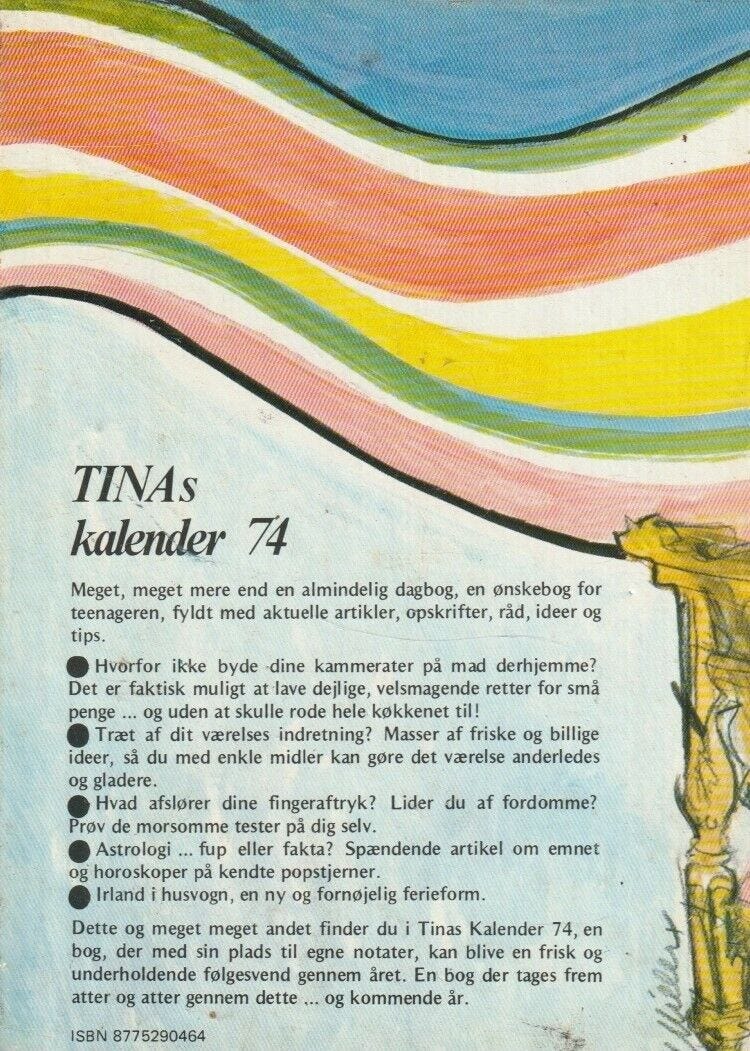 TINAs
kalender 74
Meget, meget mere end en almindelig dagbog, en ønskebog for
teenageren, fyldt med aktuelle artikler, opskrifter, råd, ideer og
tips.
● Hvorfor ikke byde dine kammerater på mad derhjemme?
Det er faktisk muligt at lave dejlige, velsmagende retter for små
penge ... og uden at skulle rode hele køkkenet til!
● Træt af dit værelses indretning? Masser af friske og billige
ideer, så du med enkle midler kan gøre det værelse anderledes
og gladere.
● Hvad afslører dine fingeraftryk? Lider du af fordomme?
Prøv de morsomme tester på dig selv.
● Astrologi ... fup eller fakta? Spændende artikel om emnet
og horoskoper på kendte popstjerner.
● Irland i husvogn, en ny og fornøjelig ferieform.
Dette og meget meget andet finder du i Tinas Kalender 74, en
bog, der med sin plads til egne notater, kan blive en frisk og
underholdende følgesvend gennem året. En bog der tages frem
atter og atter gennem dette ... og kommende år.
ISBN 8775290464